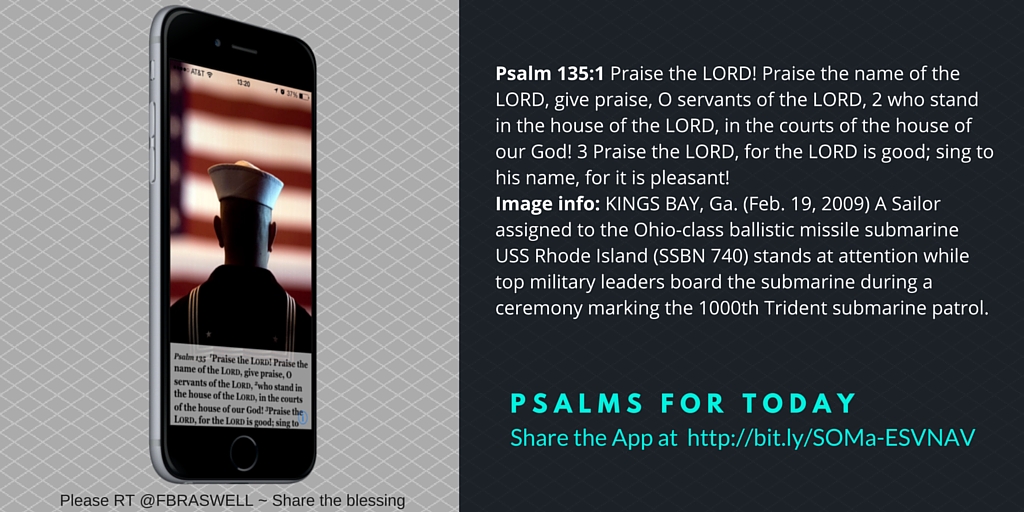 AT&T
13:20
37%
Psalm 135 ¹Praise the LORD! Praise the
name of the LORD, give praise, O
servants of the LORD, ²who stand in
the house of the LORD, in the courts
of the house of our God! ³Praise the
LORD, for the LORD is good; sing to
Please RT @FBRASWELL ~ Share the blessing
Psalm 135:1 Praise the LORD! Praise the name of the
LORD, give praise, O servants of the LORD, 2 who stand
in the house of the LORD, in the courts of the house of
our God! 3 Praise the LORD, for the LORD is good; sing to
his name, for it is pleasant!
Image info: KINGS BAY, Ga. (Feb. 19, 2009) A Sailor
assigned to the Ohio-class ballistic missile submarine
USS Rhode Island (SSBN 740) stands at attention while
top military leaders board the submarine during a
ceremony marking the 1000th Trident submarine patrol.
PSALMS FOR TODAY
Share the App at http://bit.ly/SOMa-ESVNAV